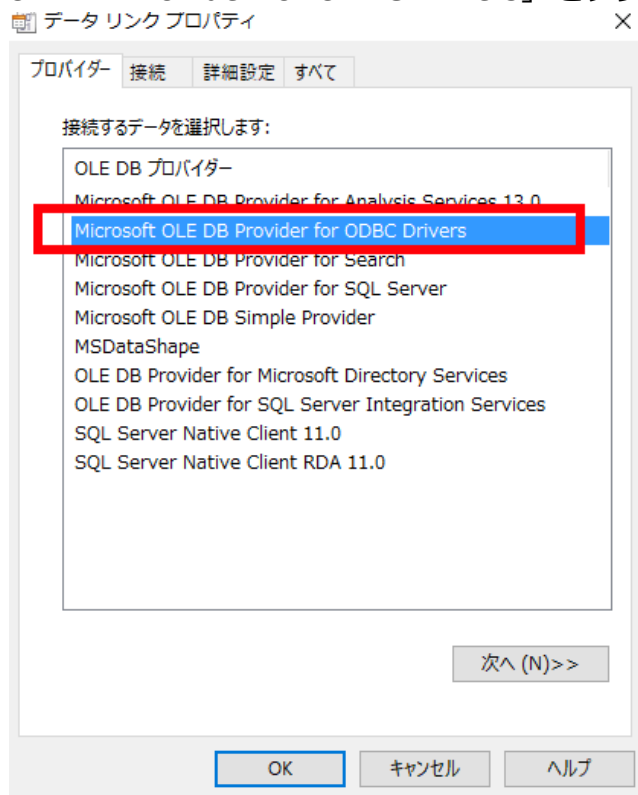 データ リンク プロパティ
プロバイダー 接続 詳細設定 すべて
接続するデータを選択します:
OLE DB プロバイダー
Microsoft OLE DB Provider for Analysis Services 13.0
Microsoft OLE DB Provider for ODBC Drivers
Microsoft OLE DB Provider for Search
Microsoft OLE DB Provider for SQL Server
Microsoft OLE DB Simple Provider
MSDataShape
OLE DB Provider for Microsoft Directory Services
OLE DB Provider for SQL Server Integration Services
SQL Server Native Client 11.0
SQL Server Native Client RDA 11.0
次へ (N)>>
OK キャンセル ヘルプ